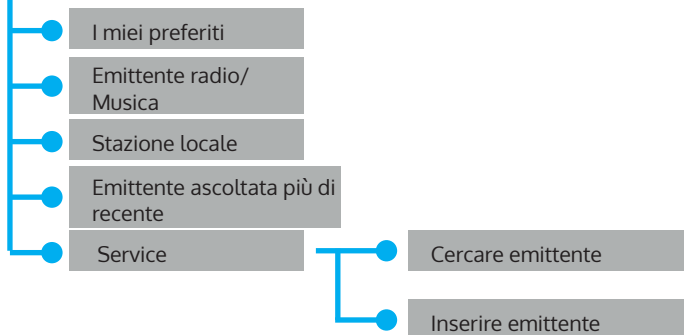 I miei preferiti
Emittente radio/
Musica
Stazione locale
Emittente ascoltata più di
recente
Service
Cercare emittente
Inserire emittente